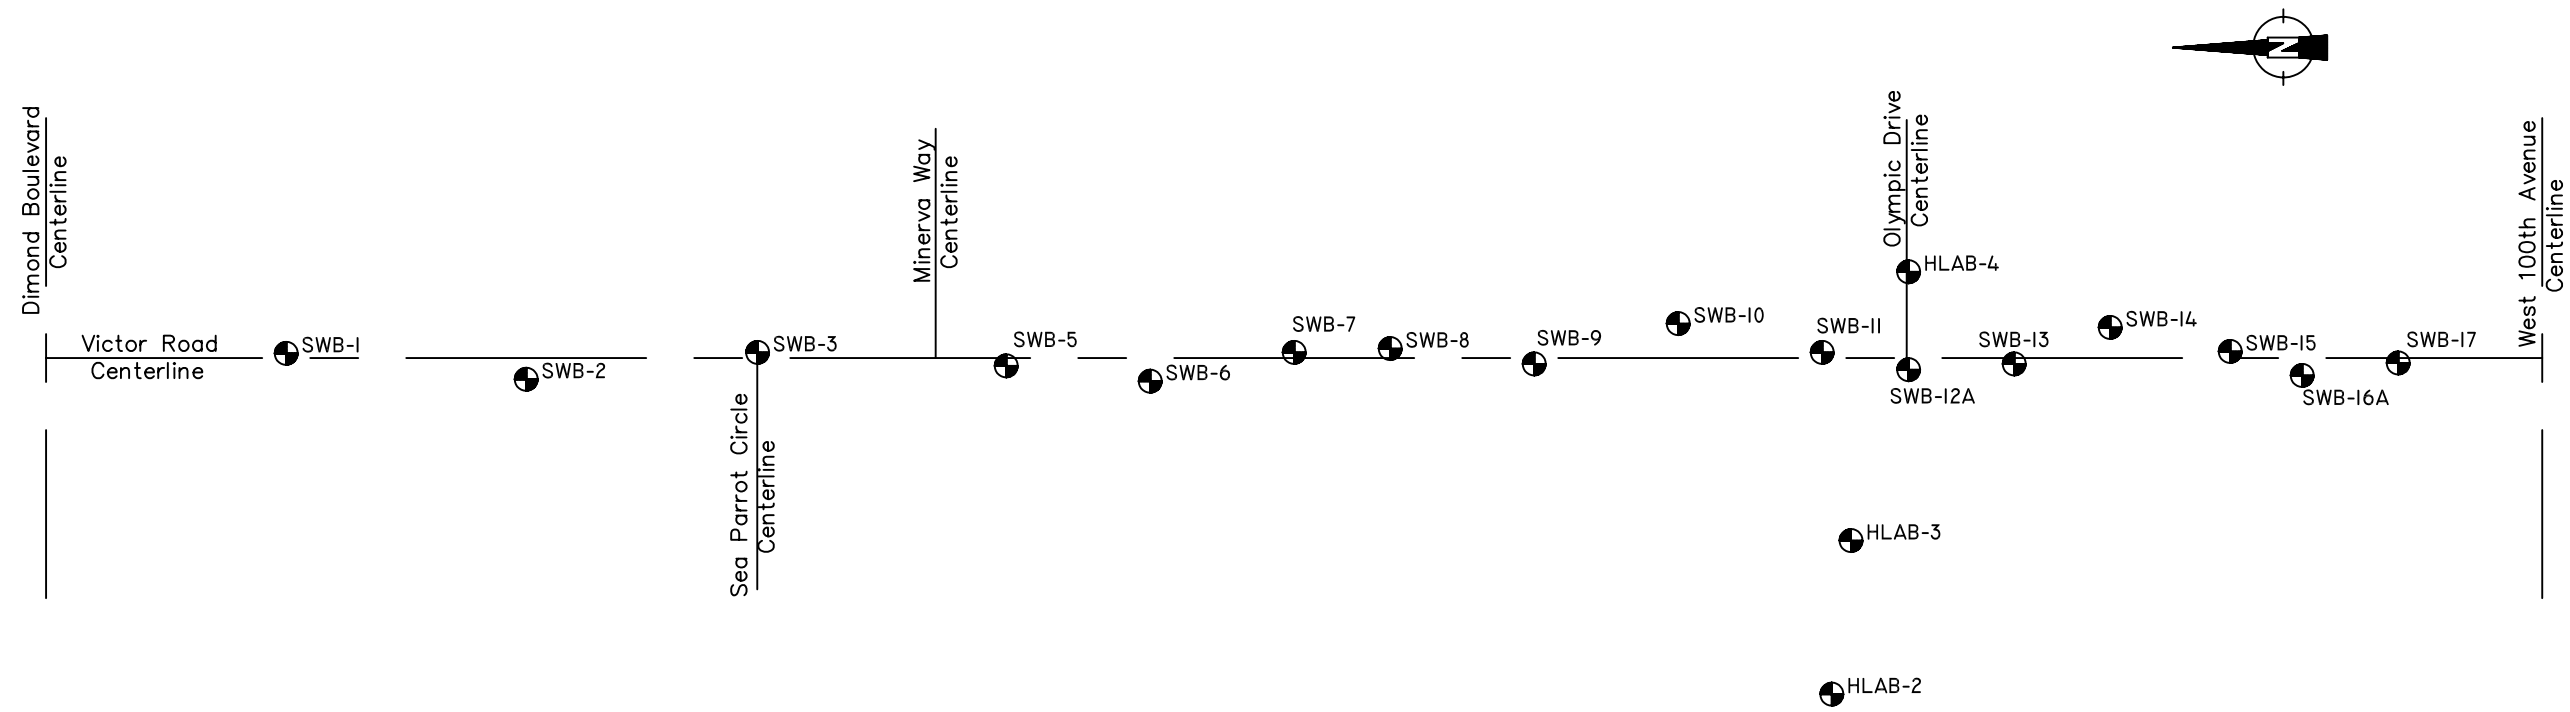 N
Dimond Boulevard
Centerline
Victor Road
Centerline
SWB-1
SWB-2
SWB-3
Sea Parrot Circle
Centerline
Minerva Way
Centerline
SWB-5
SWB-6
SWB-7
SWB-8
SWB-9
SWB-10
SWB-11
Olympic Drive
Centerline
HLAB-4
SWB-12A
HLAB-3
HLAB-2
SWB-13
SWB-14
SWB-15
SWB-16A
SWB-17
West 100th Avenue
Centerline